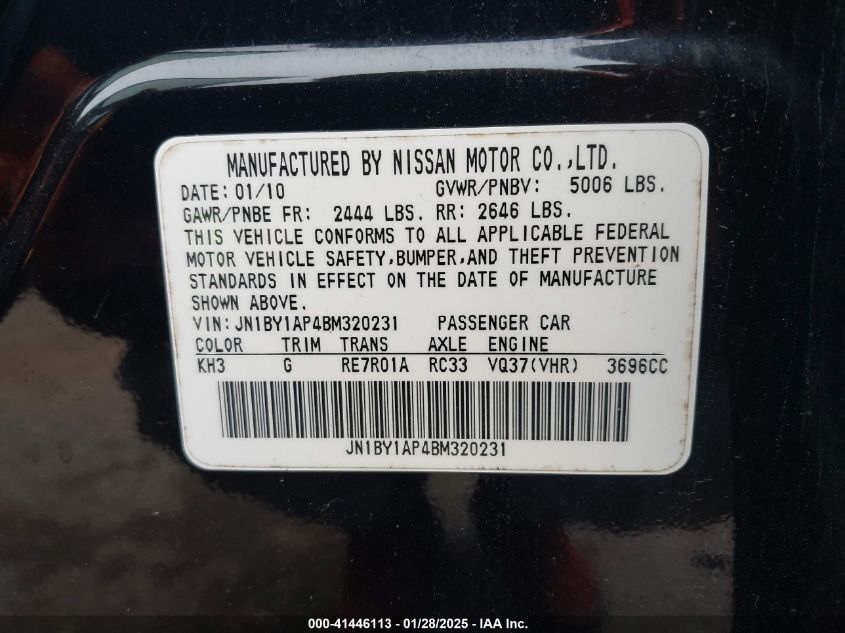 MANUFACTURED BY NISSAN MOTOR CO.,LTD.
DATE: 01/10 GVWR/PNBV: 5006 LBS.
GAWR/PNBE FR: 2444 LBS. RR: 2646 LBS.
THIS VEHICLE CONFORMS TO ALL APPLICABLE FEDERAL
MOTOR VEHICLE SAFETY,BUMPER,AND THEFT PREVENTION
STANDARDS IN EFFECT ON THE DATE OF MANUFACTURE
SHOWN ABOVE.
VIN: JN1BY1AP4BM320231 PASSENGER CAR
COLOR TRIM TRANS AXLE ENGINE
KH3 G RE7R01A RC33 VQ37(VHR) 3696CC
JN1BY1AP4BM320231
000-41446113 - 01/28/2025 - IAA Inc.